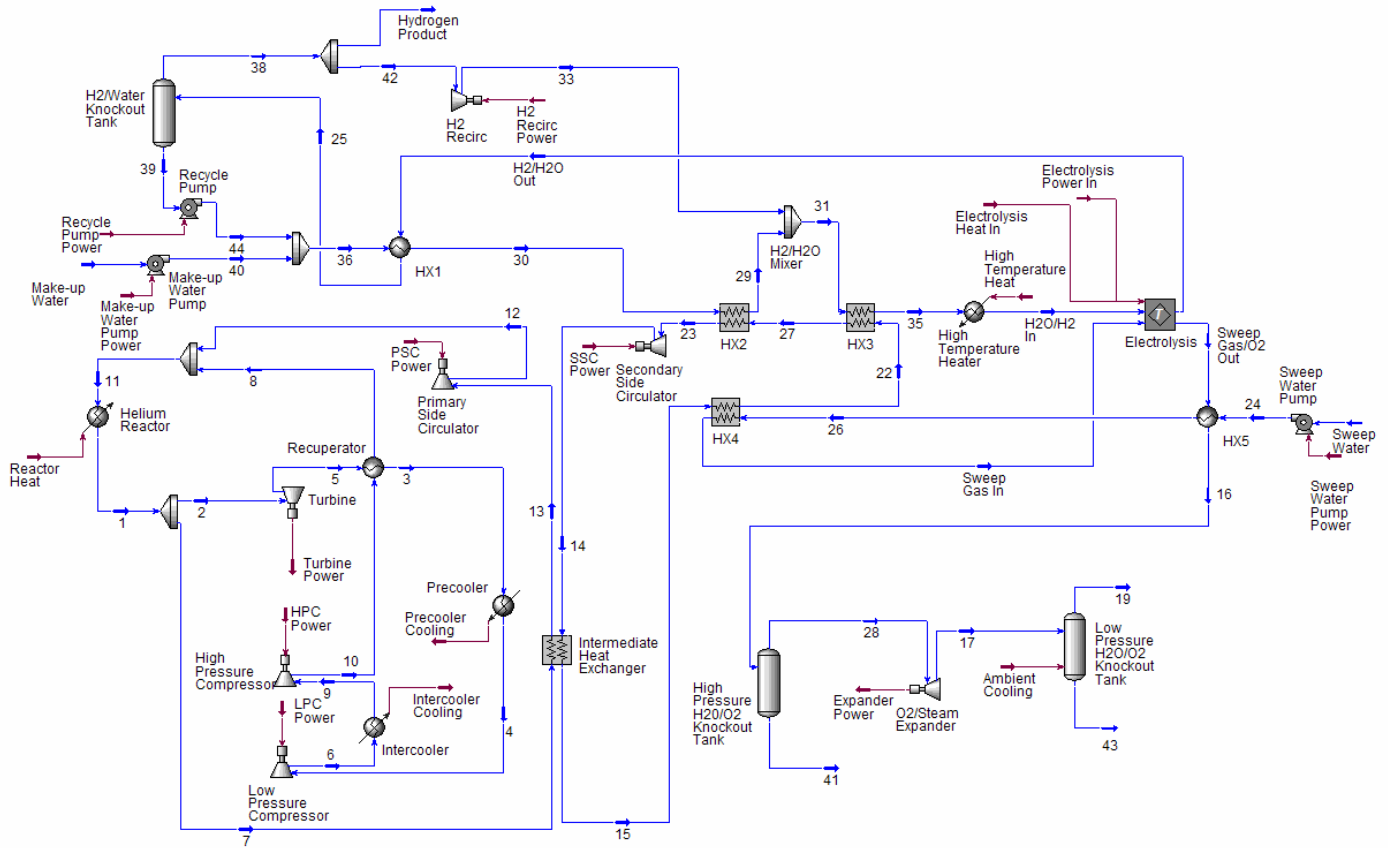 Hydrogen
Product
38
42
33
H2/Water
Knockout
Tank
H2
Recirc
H2
Recirc
Power
25
39
Recycle
Pump
H2/H2O
Out
Electrolysis
Power In
Recycle
Pump
Power
44
36
HX1
30
31
H2/H2O
Mixer
29
Electrolysis
Heat In
High
Temperature
Heat
Make-up
Water
40
Make-up
Water
Pump
Make-up
Water
Pump
Power
12
PSC
Power
SSC
Power
23
HX2
27
HX3
35
High
Temperature
Heater
H2O/H2
In
Electrolysis
Sweep
Gas/O2
Out
Secondary
Side
Circulator
22
11
8
Helium
Reactor
Primary
Side
Circulator
HX4
26
HX5
24
Sweep
Water
Pump
Sweep
Water
Sweep
Water
Pump
Power
Reactor
Heat
Recuperator
5
3
Sweep
Gas In
16
1
2
Turbine
13
14
Turbine
Power
Precooler
Precooler
Cooling
HPC
Power
High
Pressure
Compressor
10
9
LPC
Power
Intercooler
Cooling
Intercooler
4
6
Low
Pressure
Compressor
7
15
Intermediate
Heat
Exchanger
28
17
19
Low
Pressure
H2O/O2
Knockout
Tank
Ambient
Cooling
High
Pressure
H20/O2
Knockout
Tank
Expander
Power
O2/Steam
Expander
41
43
T